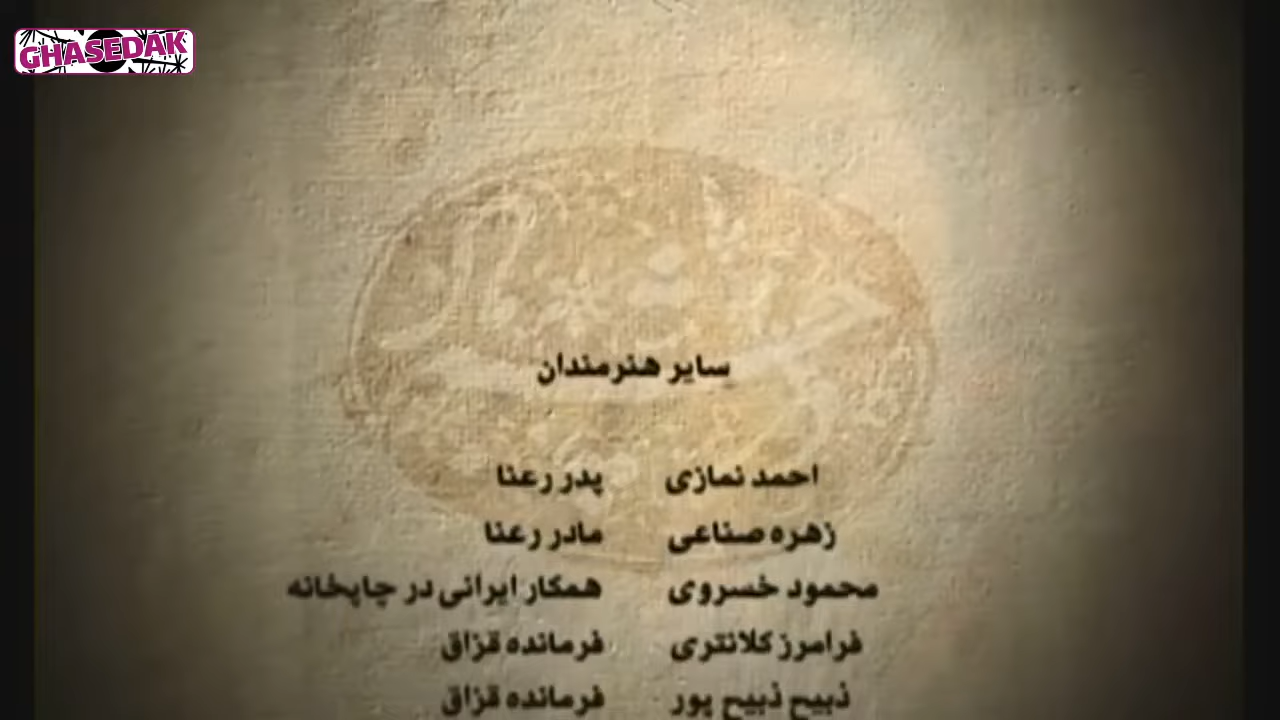 GHASEDAK
سایر هنرمندان
احمد نمازی پدر رعنا
زهره صناعی مادر رعنا
محمود خسروی همکار ایرانی در چاپخانه
فرامرز کلانتری فرمانده قزاق
ذبیح ذبیح پور فرمانده قزاق